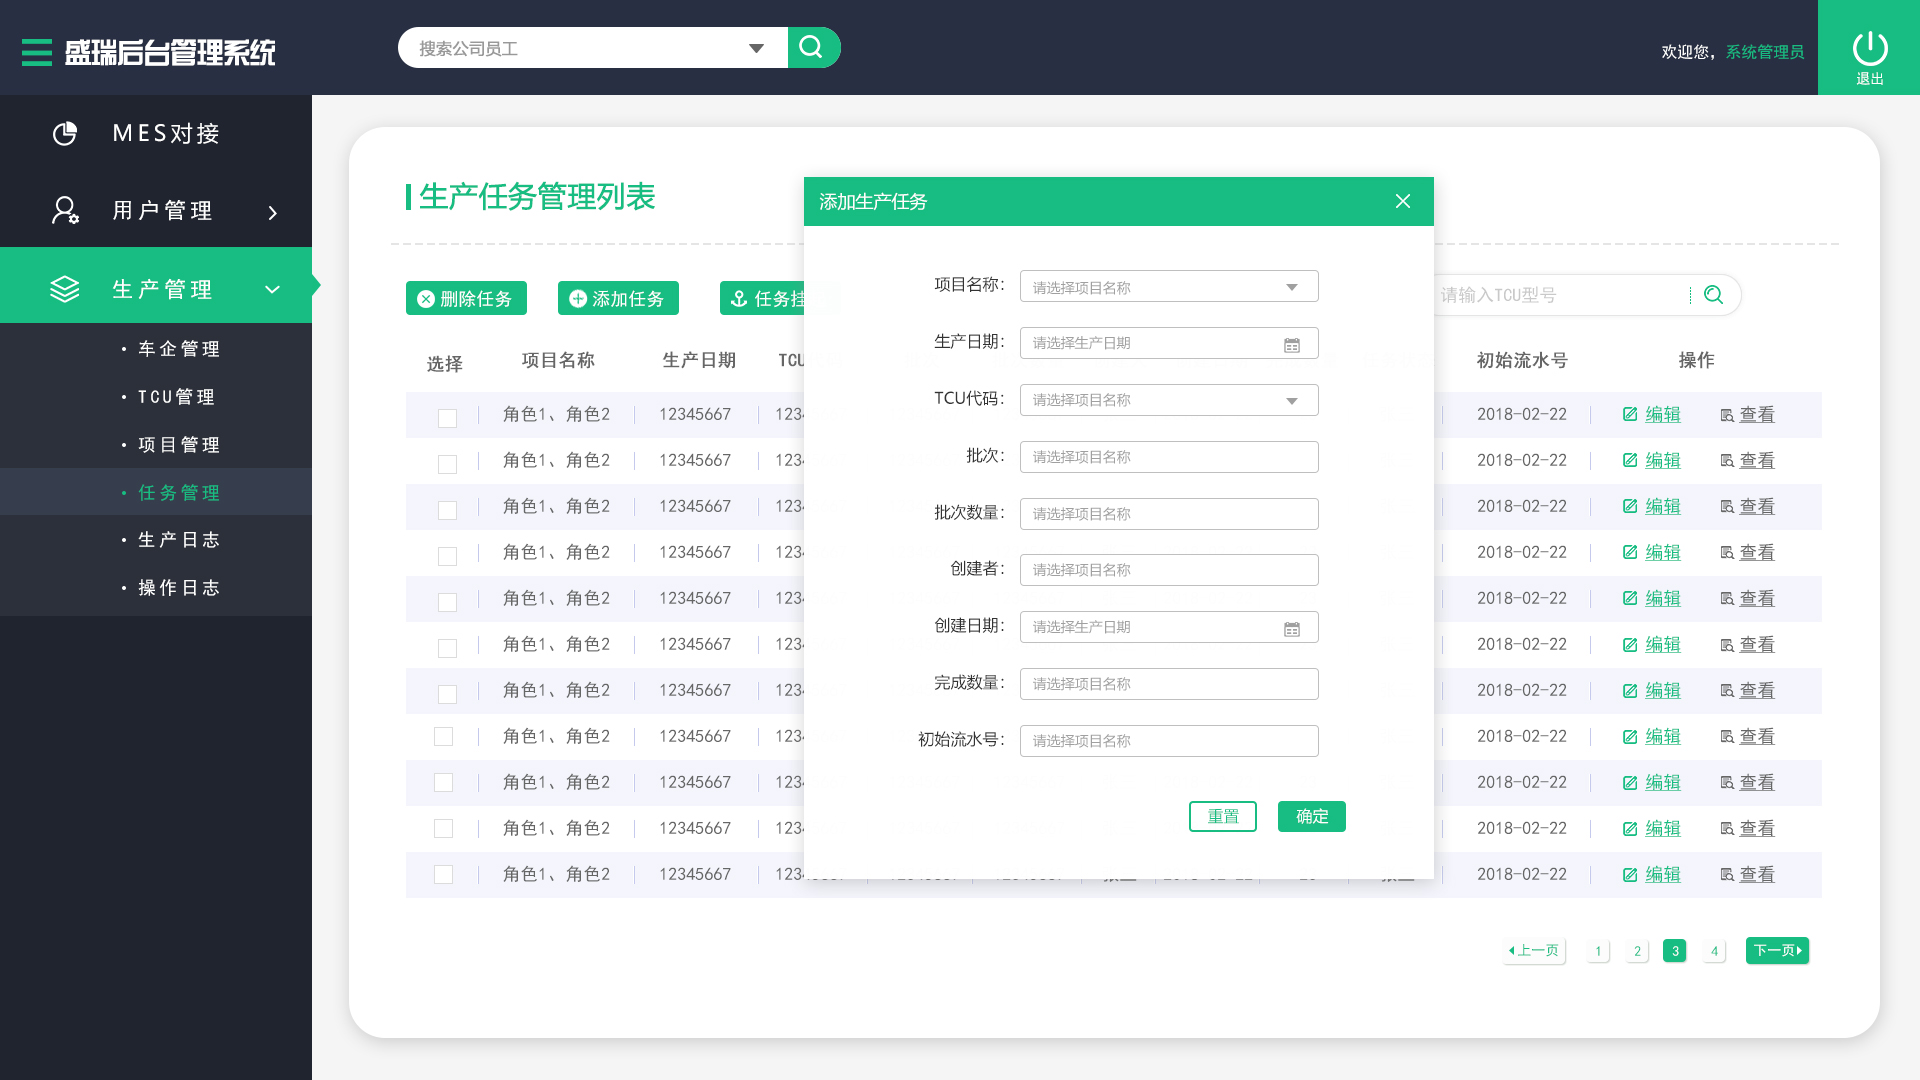 盛瑞后台管理系统
搜索公司员工
欢迎您，系统管理员
退出
MES对接
用户管理
生产管理
· 车企管理
· TCU管理
· 项目管理
· 任务管理
· 生产日志
· 操作日志
生产任务管理列表
删除任务
添加任务
任务挂
请输入TCU型号
选择 项目名称 生产日期 TCU 初始流水号 操作
角色1、角色2 12345667 123 2018-02-22 编辑 查看
角色1、角色2 12345667 123 2018-02-22 编辑 查看
角色1、角色2 12345667 123 2018-02-22 编辑 查看
角色1、角色2 12345667 123 2018-02-22 编辑 查看
角色1、角色2 12345667 123 2018-02-22 编辑 查看
角色1、角色2 12345667 123 2018-02-22 编辑 查看
角色1、角色2 12345667 123 2018-02-22 编辑 查看
角色1、角色2 12345667 123 2018-02-22 编辑 查看
角色1、角色2 12345667 123 2018-02-22 编辑 查看
角色1、角色2 12345667 123 2018-02-22 编辑 查看
角色1、角色2 12345667 123 2018-02-22 编辑 查看
添加生产任务
项目名称： 请选择项目名称
生产日期： 请选择生产日期
TCU代码： 请选择项目名称
批次： 请选择项目名称
批次数量： 请选择项目名称
创建者： 请选择项目名称
创建日期： 请选择生产日期
完成数量： 请选择项目名称
初始流水号： 请选择项目名称
重置
确定
上一页 1 2 3 4 下一页